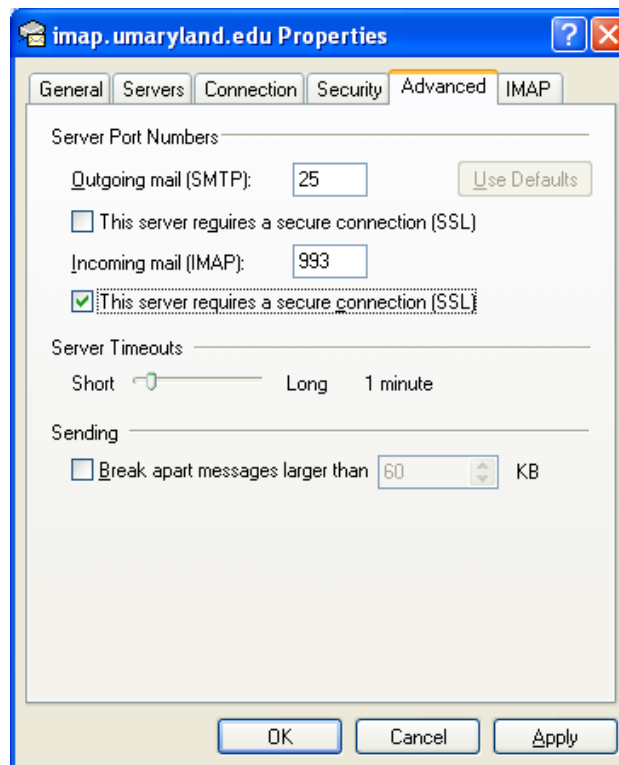 imap.umaryland.edu Properties
General Servers Connection Security Advanced IMAP
Server Port Numbers
Outgoing mail (SMTP): 25 Use Defaults
This server requires a secure connection (SSL)
Incoming mail (IMAP): 993
This server requires a secure connection (SSL)
Server Timeouts
Short Long 1 minute
Sending
Break apart messages larger than 60 KB
OK Cancel Apply